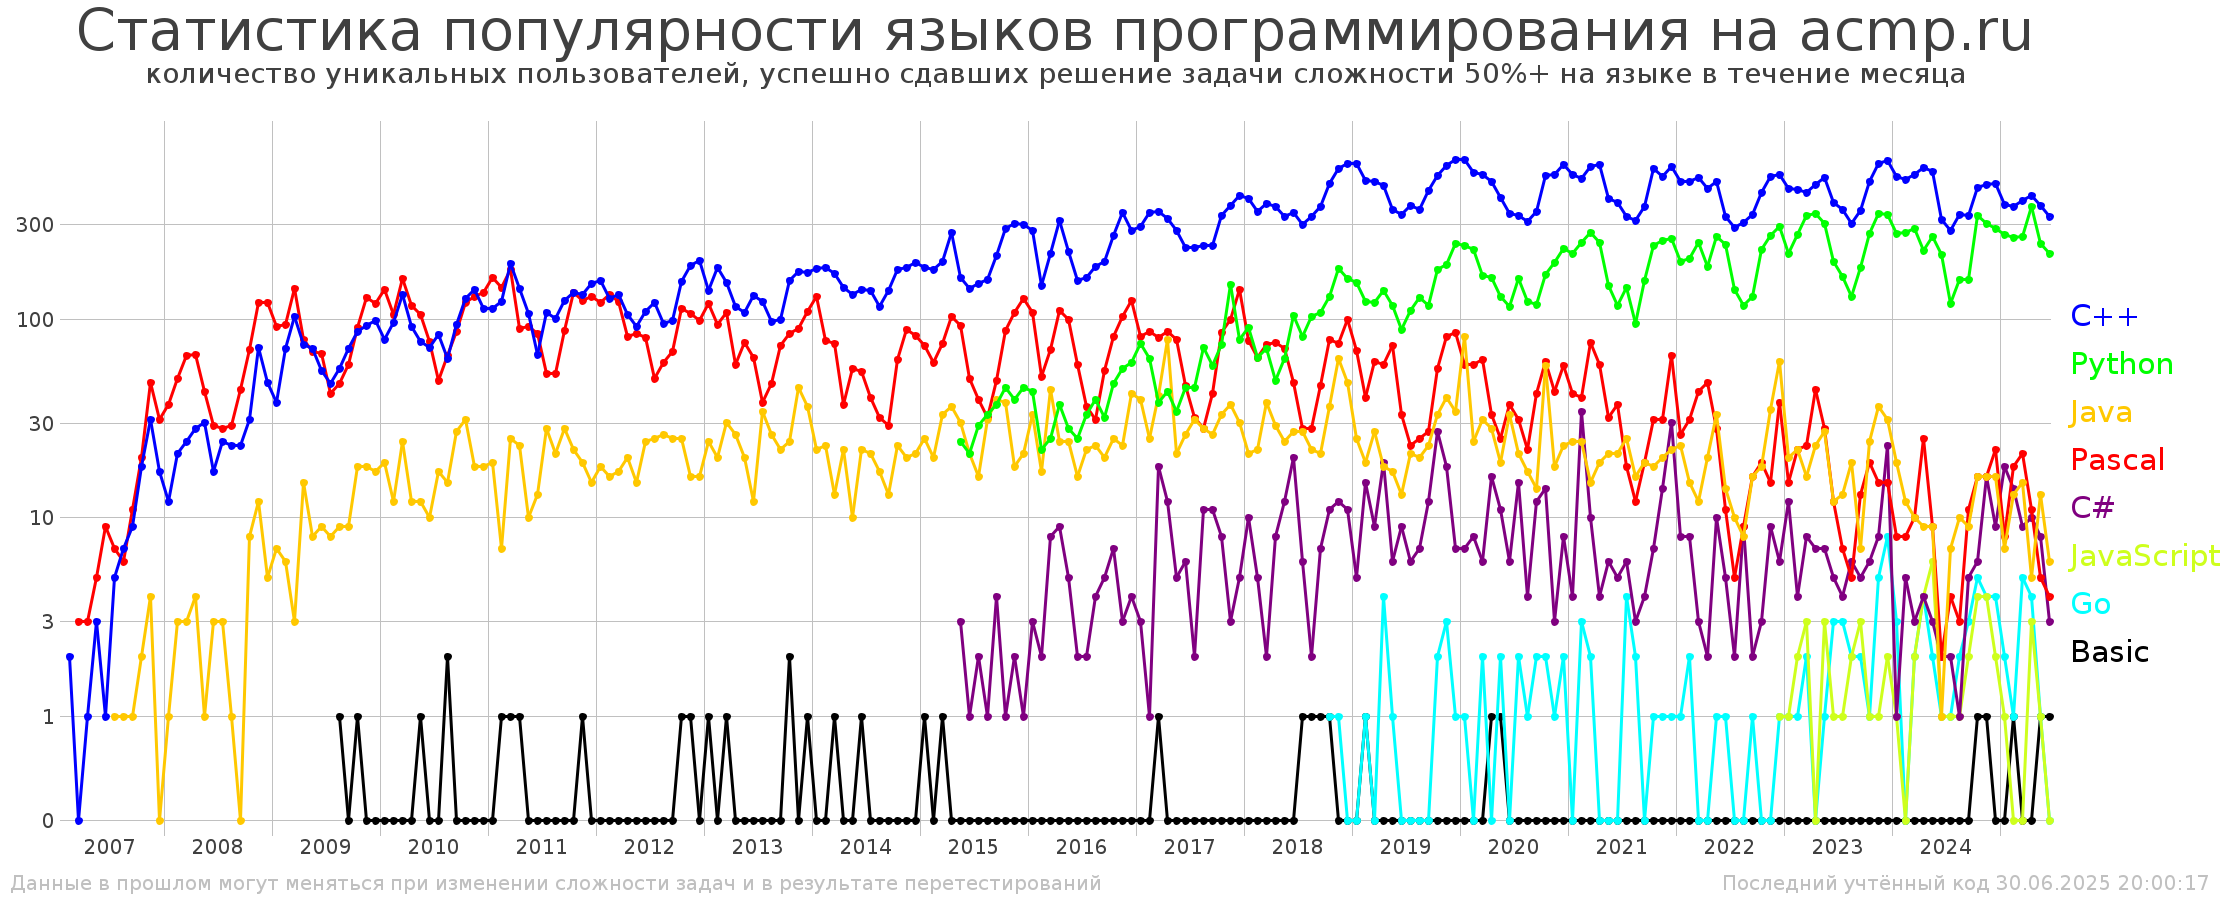 Статистика популярности языков программирования на acmp.ru
количество уникальных пользователей, успешно сдавших решение задачи сложности 50%+ на языке в течение месяца
300
100
30
10
3
1
0
C++
Python
Java
Pascal
C#
JavaScript
Go
Basic
2007 2008 2009 2010 2011 2012 2013 2014 2015 2016 2017 2018 2019 2020 2021 2022 2023 2024
Данные в прошлом могут меняться при изменении сложности задач и в результате перетестирований
Последний учтённый код 30.06.2025 20:00:17